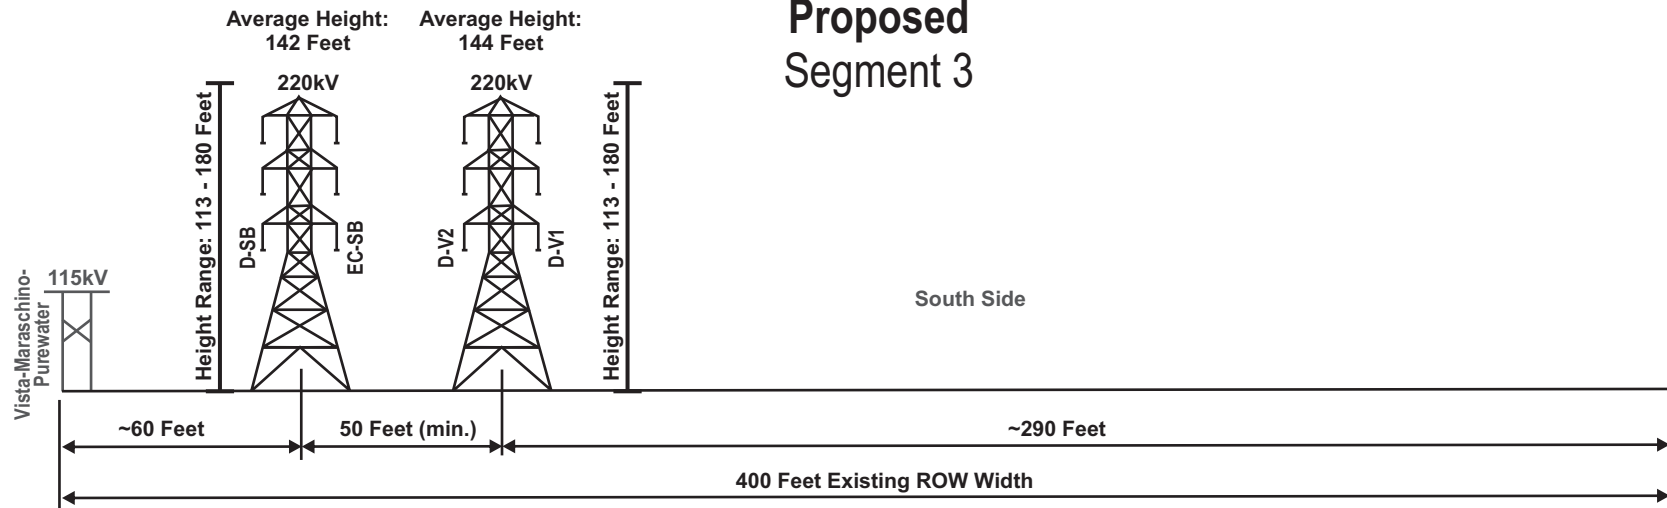 Proposed
Segment 3
Average Height:
142 Feet
Average Height:
144 Feet
220kV
220kV
Height Range: 113 - 180 Feet
Height Range: 113 - 180 Feet
D-SB
EC-SB
D-V2
D-V1
115kV
Vista-Maraschino-
Purewater
South Side
~60 Feet
50 Feet (min.)
~290 Feet
400 Feet Existing ROW Width